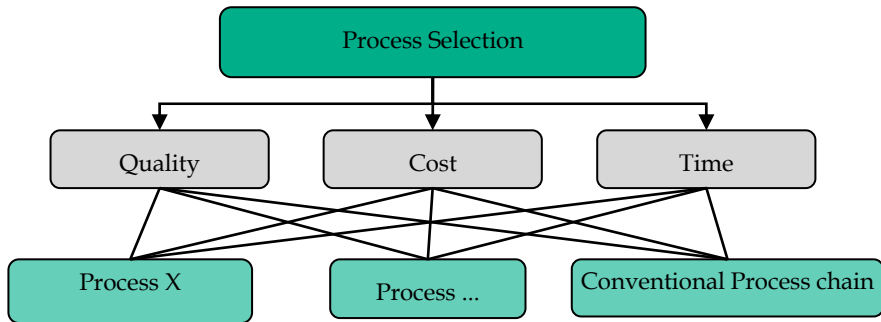 Process Selection
Quality
Cost
Time
Process X
Process ...
Conventional Process chain